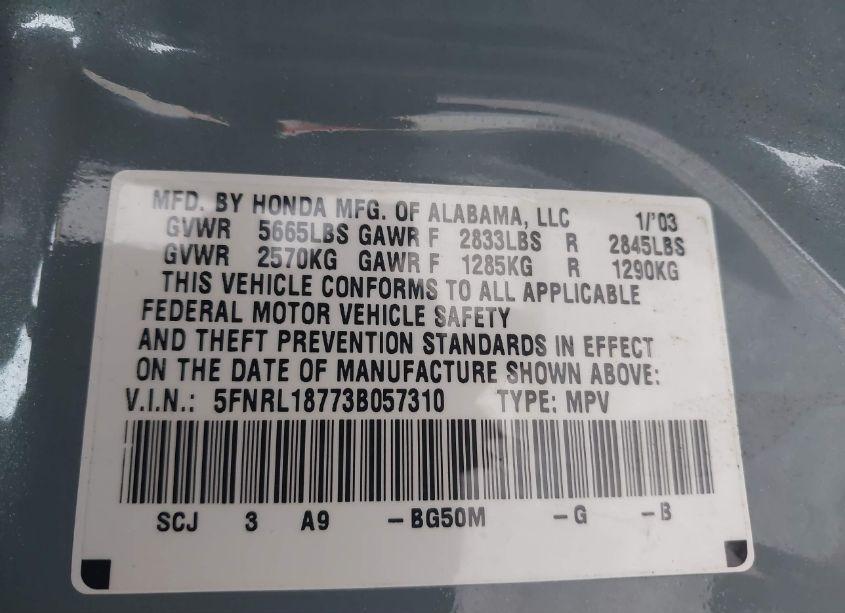 MFD. BY HONDA MFG. OF ALABAMA, LLC 1/'03
GVWR 5665LBS GAWR F 2833LBS R 2845LBS
GVWR 2570KG GAWR F 1285KG R 1290KG
THIS VEHICLE CONFORMS TO ALL APPLICABLE
FEDERAL MOTOR VEHICLE SAFETY
AND THEFT PREVENTION STANDARDS IN EFFECT
ON THE DATE OF MANUFACTURE SHOWN ABOVE:
V.I.N.: 5FNRL18773B057310 TYPE: MPV
SCJ 3 A9 -BG50M -G -B